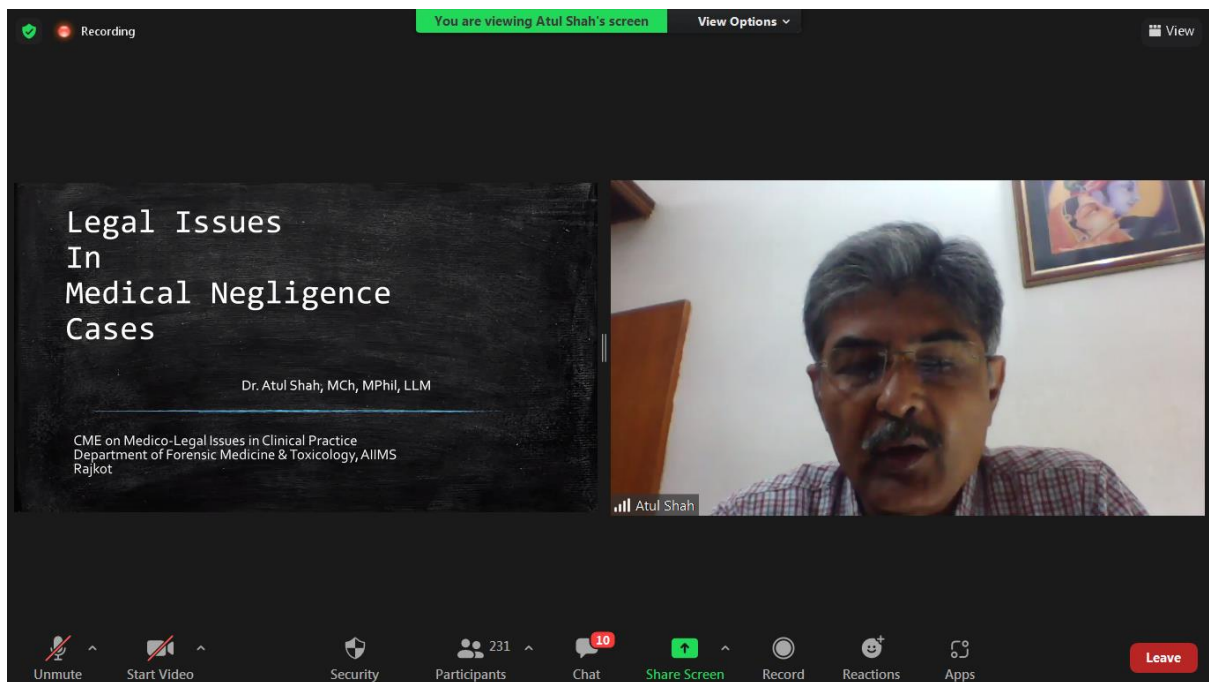 Recording
You are viewing Atul Shah's screen
View Options
View
Legal Issues
In
Medical Negligence
Cases
Dr. Atul Shah, MCh, MPhil, LLM
CME on Medico-Legal Issues in Clinical Practice
Department of Forensic Medicine & Toxicology, AIIMS
Rajkot
Atul Shah
Unmute
Start Video
Security
231
Participants
10
Chat
Share Screen
Record
Reactions
Apps
Leave